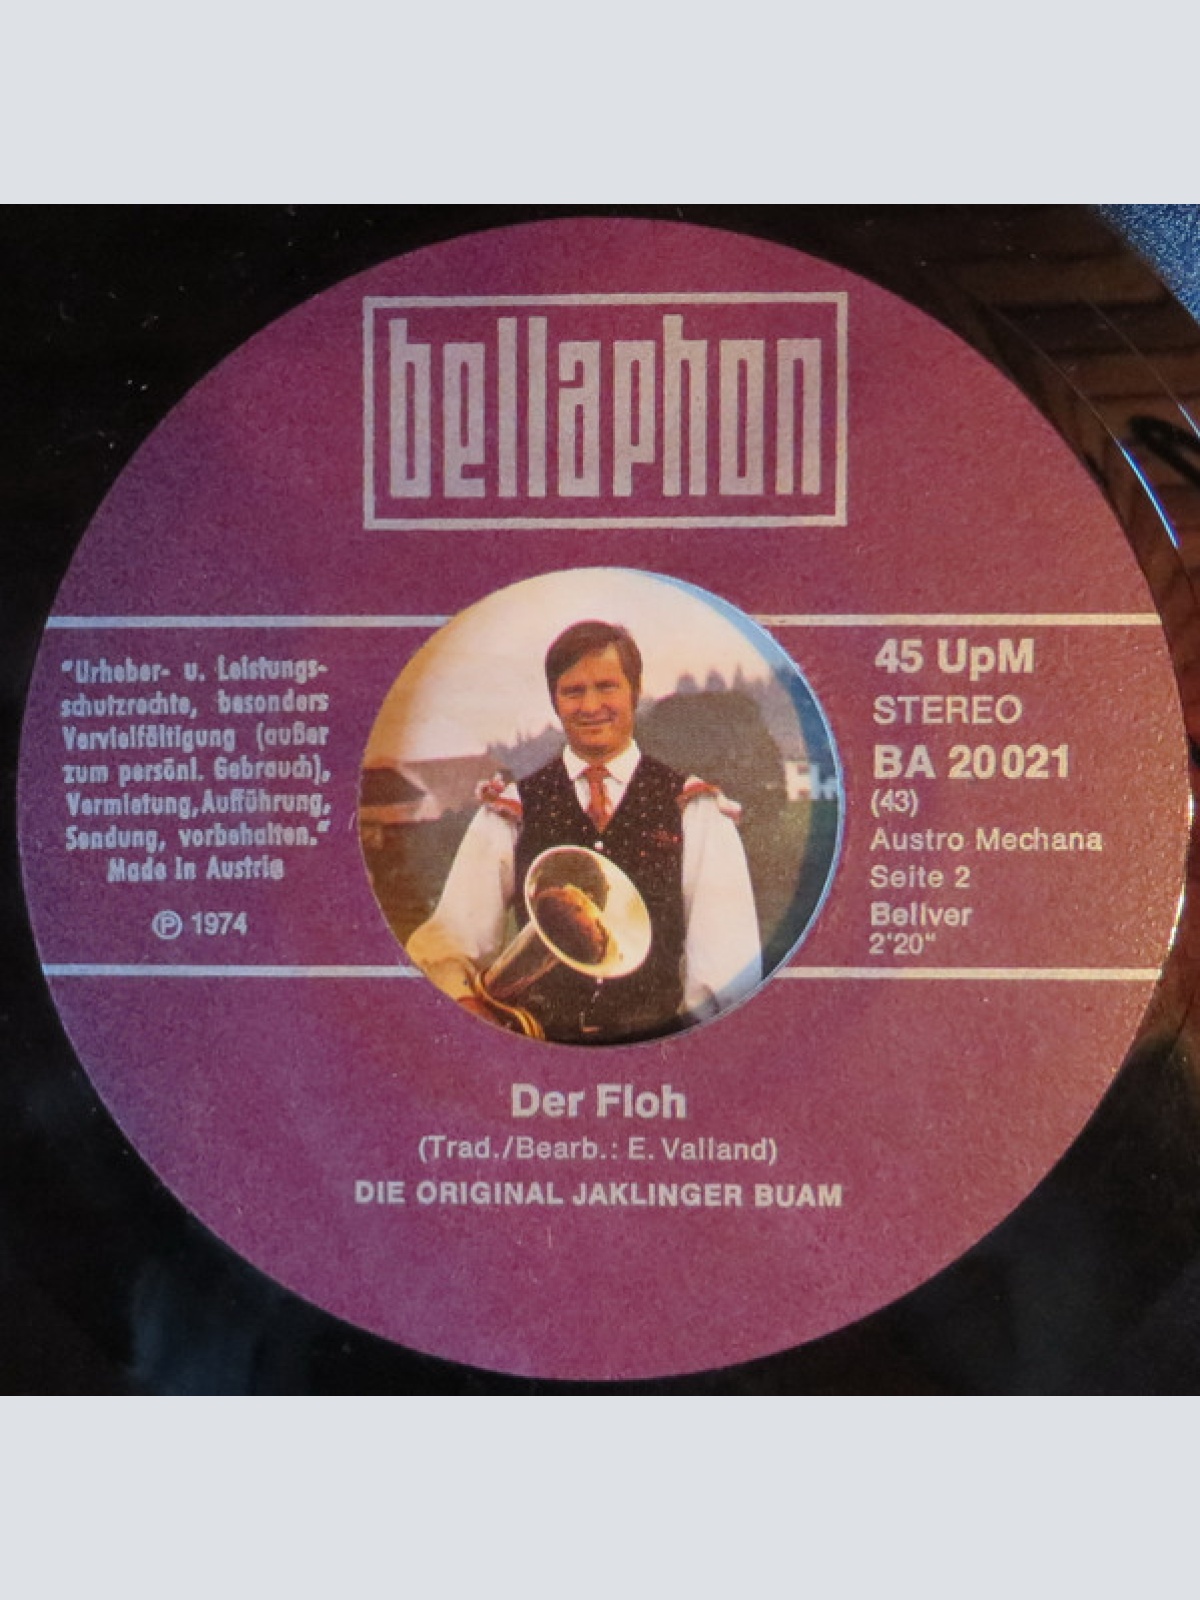 bellaphon
"Urheber- u. Leistungs-
schutzrechte, besonders
Vervielfältigung (außer
zum persönl. Gebrauch),
Vermietung, Aufführung,
Sendung, vorbehalten."
Made in Austria
℗ 1974
45 UpM
STEREO
BA 20021
(43)
Austro Mechana
Seite 2
Bellver
2'20"
Der Floh
(Trad./Bearb.: E. Valland)
DIE ORIGINAL JAKLINGER BUAM